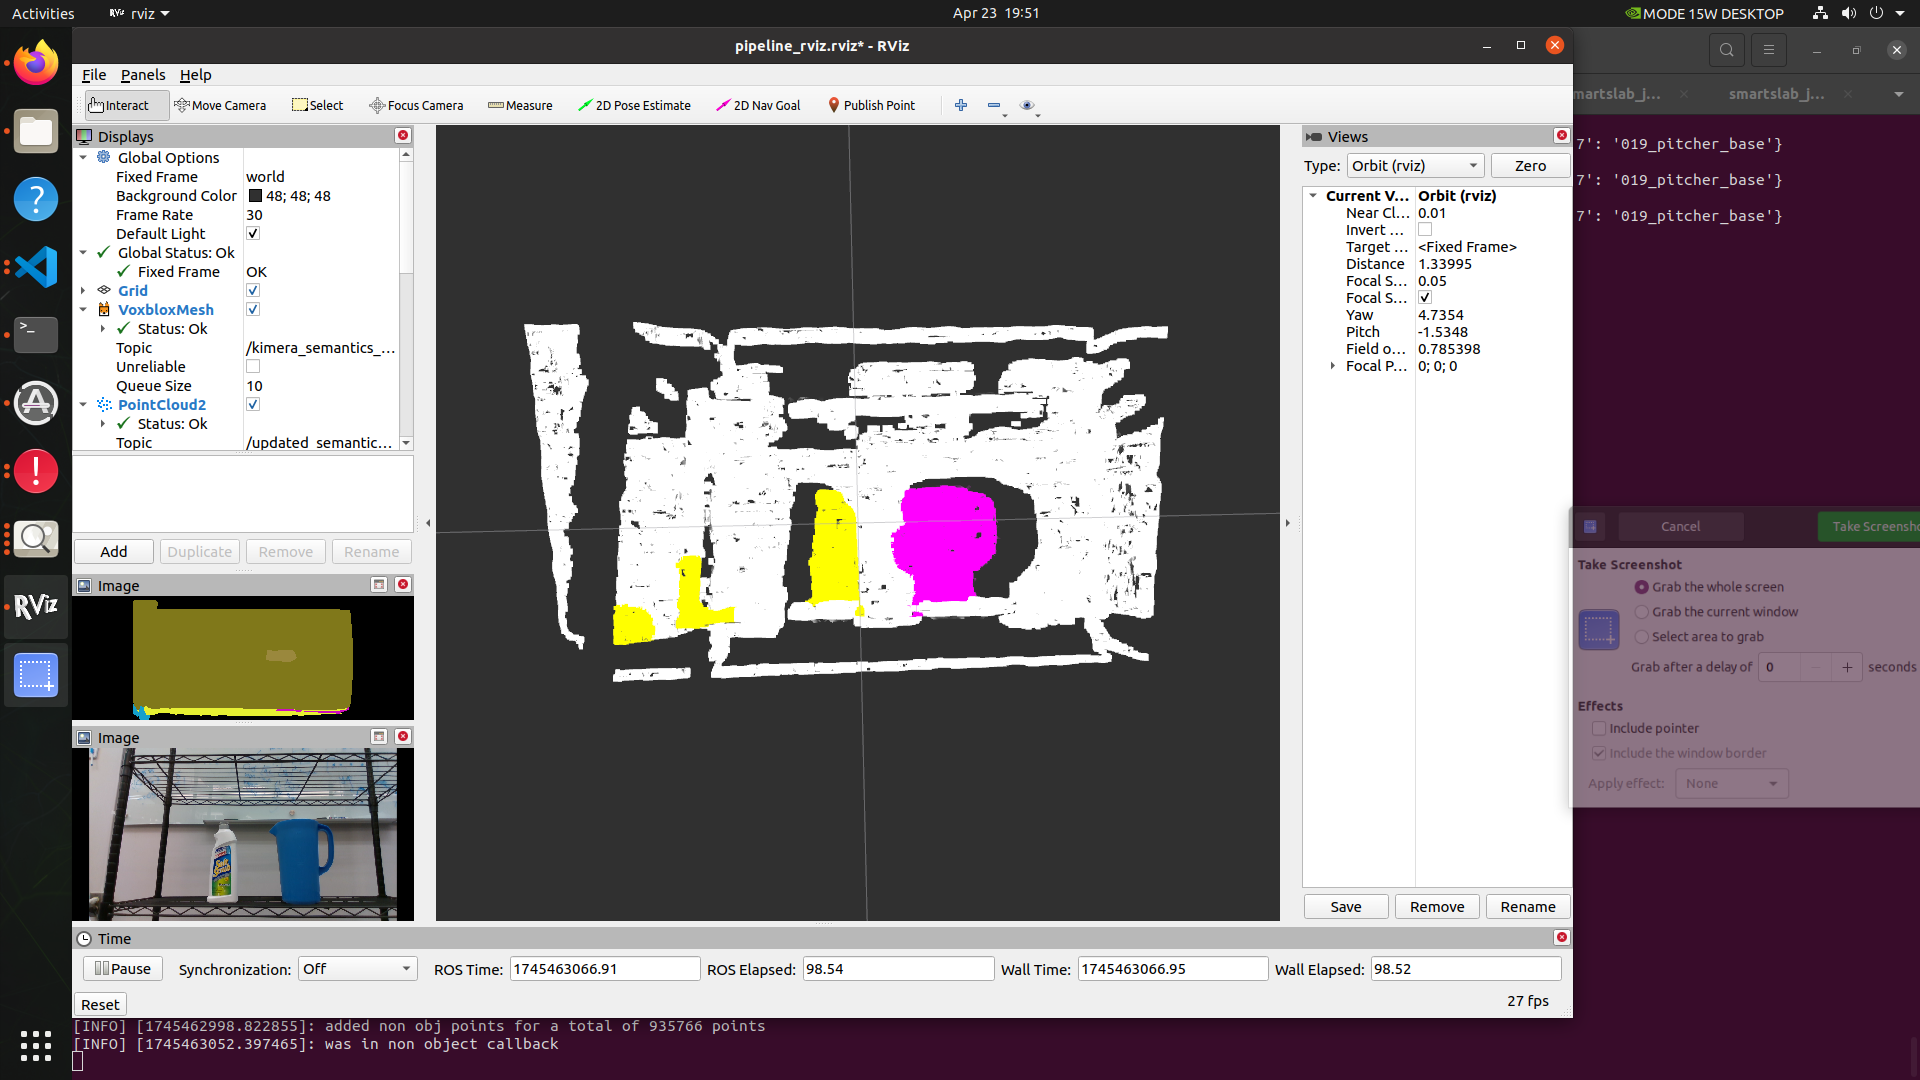 Activities
rviz
Apr 23 19:51
MODE 15W DESKTOP
pipeline_rviz.rviz* - RViz
File Panels Help
Interact Move Camera Select Focus Camera Measure 2D Pose Estimate 2D Nav Goal Publish Point
Displays
Global Options
Fixed Frame world
Background Color 48; 48; 48
Frame Rate 30
Default Light
Global Status: Ok
Fixed Frame OK
Grid
VoxbloxMesh
Status: Ok
Topic /kimera_semantics_...
Unreliable
Queue Size 10
PointCloud2
Status: Ok
Topic /updated_semantic...
Add Duplicate Remove Rename
Image
RViz
Image
Views
Type: Orbit (rviz) Zero
Current V... Orbit (rviz)
Near Cl... 0.01
Invert ...
Target ... <Fixed Frame>
Distance 1.33995
Focal S... 0.05
Focal S...
Yaw 4.7354
Pitch -1.5348
Field o... 0.785398
Focal P... 0; 0; 0
Save Remove Rename
Time
Pause Synchronization: Off ROS Time: 1745463066.91 ROS Elapsed: 98.54 Wall Time: 1745463066.95 Wall Elapsed: 98.52
Reset
27 fps
[INFO] [1745462998.822855]: added non obj points for a total of 935766 points
[INFO] [1745463052.397465]: was in non object callback
martslab_j... smartslab_j...
7': '019_pitcher_base'}
7': '019_pitcher_base'}
7': '019_pitcher_base'}
Cancel Take Screensho
Take Screenshot
Grab the whole screen
Grab the current window
Select area to grab
Grab after a delay of 0 seconds
Effects
Include pointer
Include the window border
Apply effect: None